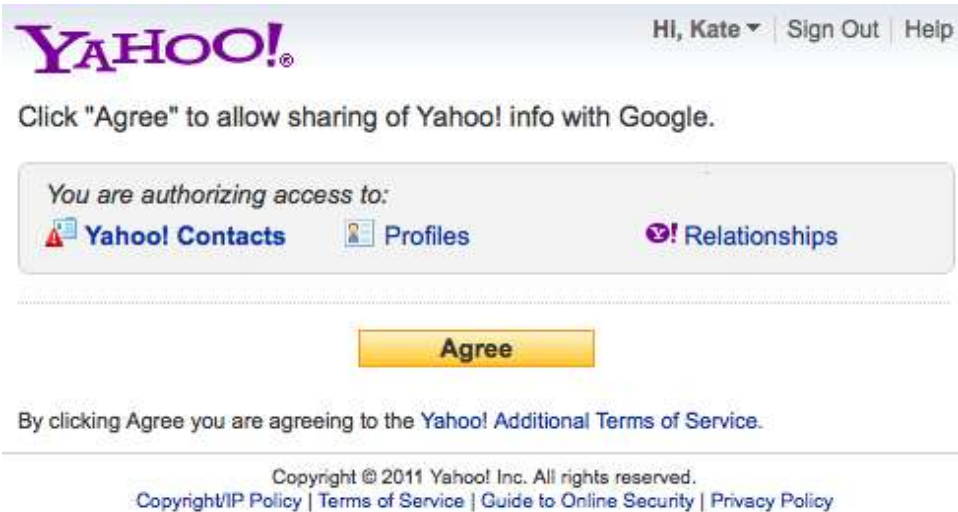 YAHOO!®
Hi, Kate Sign Out Help
Click "Agree" to allow sharing of Yahoo! info with Google.
You are authorizing access to:
Yahoo! Contacts Profiles Y! Relationships
Agree
By clicking Agree you are agreeing to the Yahoo! Additional Terms of Service.
Copyright © 2011 Yahoo! Inc. All rights reserved.
Copyright/IP Policy | Terms of Service | Guide to Online Security | Privacy Policy